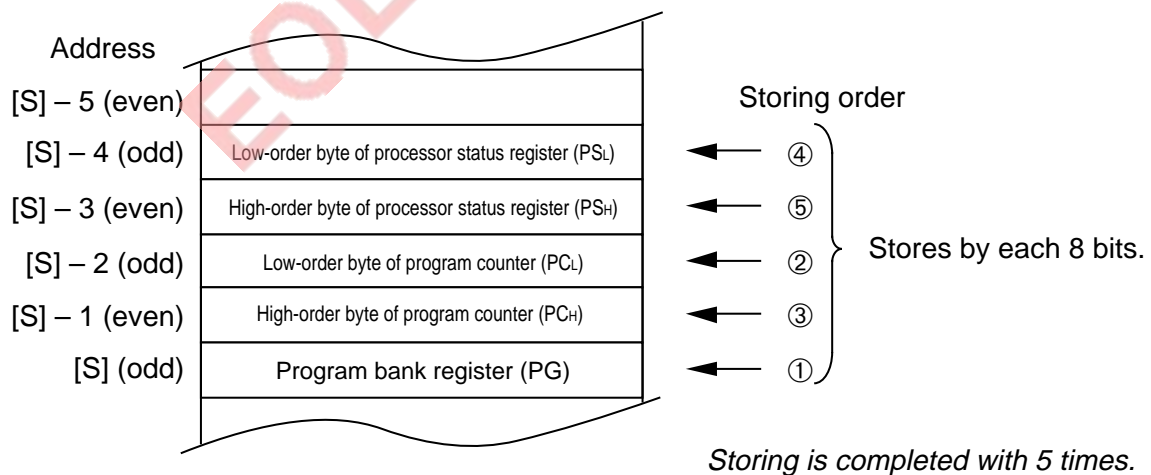 Address
[S] – 5 (even)
Storing order
[S] – 4 (odd) Low-order byte of processor status register (PSL) ④
[S] – 3 (even) High-order byte of processor status register (PSH) ⑤
[S] – 2 (odd) Low-order byte of program counter (PCL) ②
Stores by each 8 bits.
[S] – 1 (even) High-order byte of program counter (PCH) ③
[S] (odd) Program bank register (PG) ①
Storing is completed with 5 times.